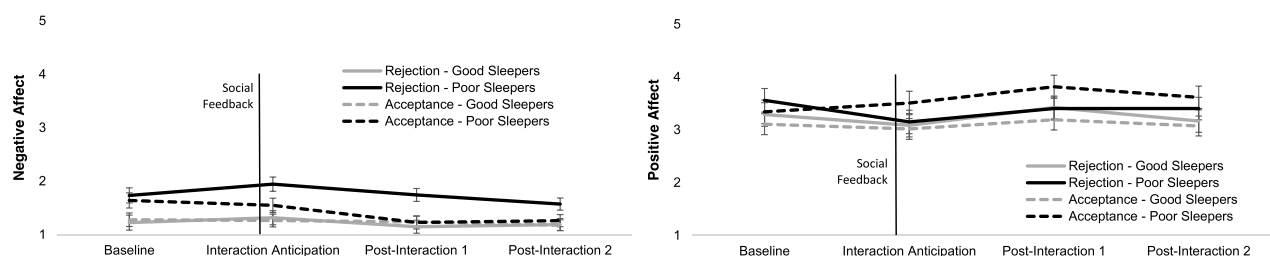 5
4
3
2
1
Negative Affect
Social
Feedback
Rejection - Good Sleepers
Rejection - Poor Sleepers
Acceptance - Good Sleepers
Acceptance - Poor Sleepers
Baseline
Interaction Anticipation
Post-Interaction 1
Post-Interaction 2
5
4
3
2
1
Positive Affect
Social
Feedback
Rejection - Good Sleepers
Rejection - Poor Sleepers
Acceptance - Good Sleepers
Acceptance - Poor Sleepers
Baseline
Interaction Anticipation
Post-Interaction 1
Post-Interaction 2